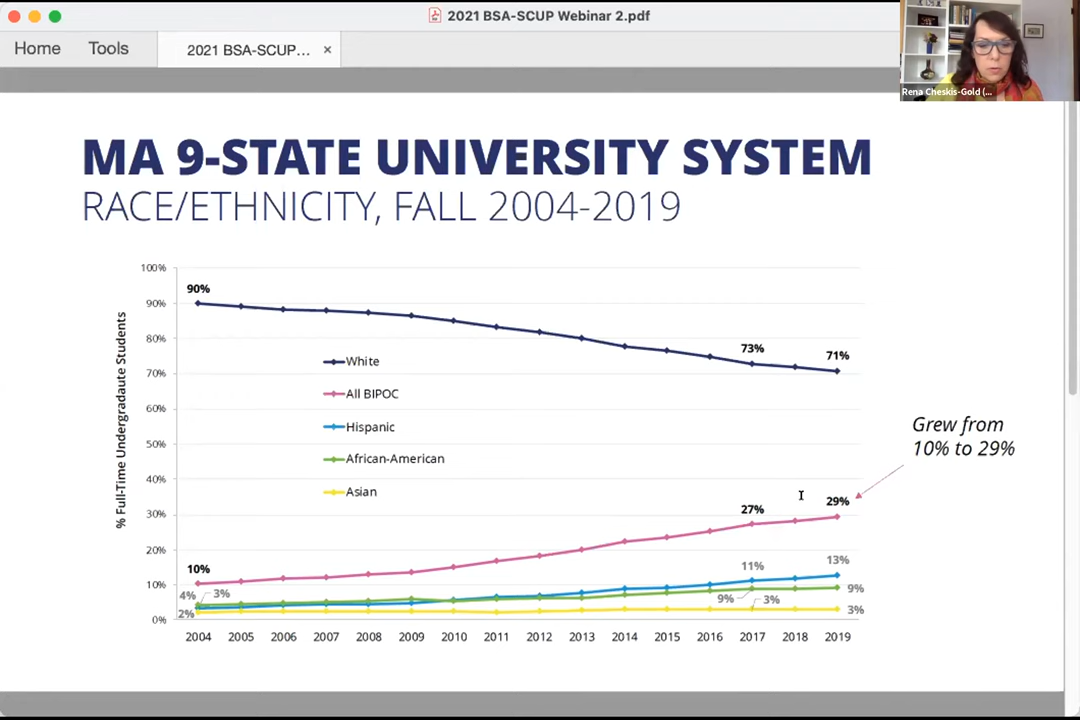 2021 BSA-SCUP Webinar 2.pdf
Home Tools 2021 BSA-SCUP... ×
Rena Cheskis-Gold (...
MA 9-STATE UNIVERSITY SYSTEM
RACE/ETHNICITY, FALL 2004-2019
% Full-Time Undergradaute Students
100%
90%
80%
70%
60%
50%
40%
30%
20%
10%
0%
90%
73%
71%
White
All BIPOC
Hispanic
African-American
Asian
Grew from
10% to 29%
10%
27%
29%
4%
3%
2%
11%
13%
9%
3%
9%
3%
2004 2005 2006 2007 2008 2009 2010 2011 2012 2013 2014 2015 2016 2017 2018 2019